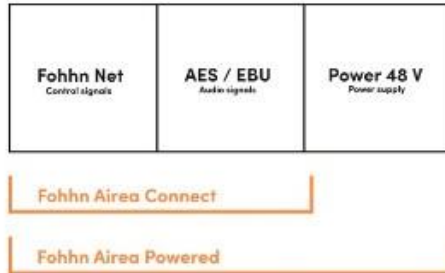 Fohhn Net
Control signals
AES / EBU
Audio signals
Power 48 V
Power supply
Fohhn Airea Connect
Fohhn Airea Powered